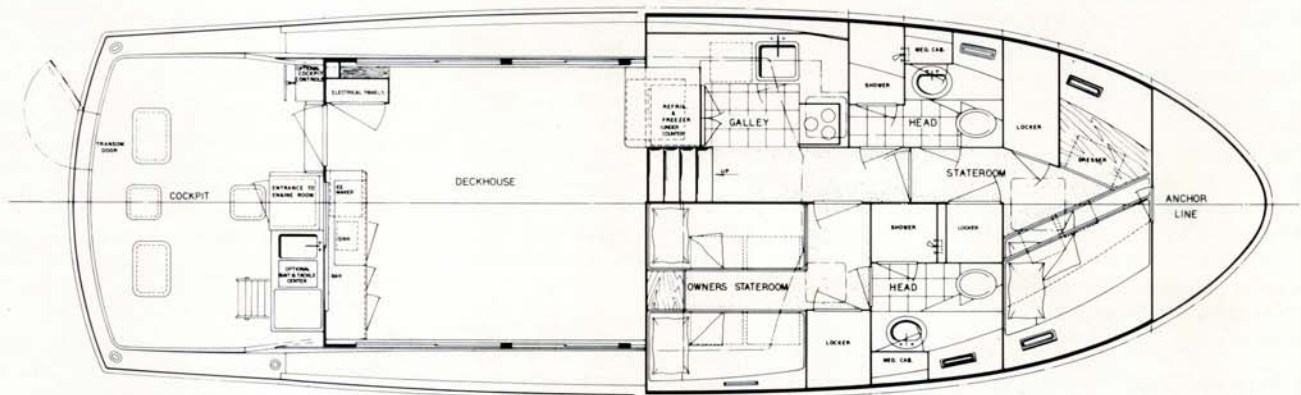 TRANSOM
DOOR
COCKPIT
OPTIONAL
COCKPIT
CONTROLS
ELECTRICAL PANELS
ENTRANCE TO
ENGINE ROOM
ICE
MAKER
SINK
BAR
OPTIONAL
BAIT & TACKLE
CENTER
DECKHOUSE
REFRIG.
&
FREEZER
UNDER
COUNTER
GALLEY
UP
SHOWER
MED. CAB.
HEAD
LOCKER
DRESSER
STATEROOM
ANCHOR
LINE
OWNERS STATEROOM
LOCKER
SHOWER
LOCKER
HEAD
MED. CAB.